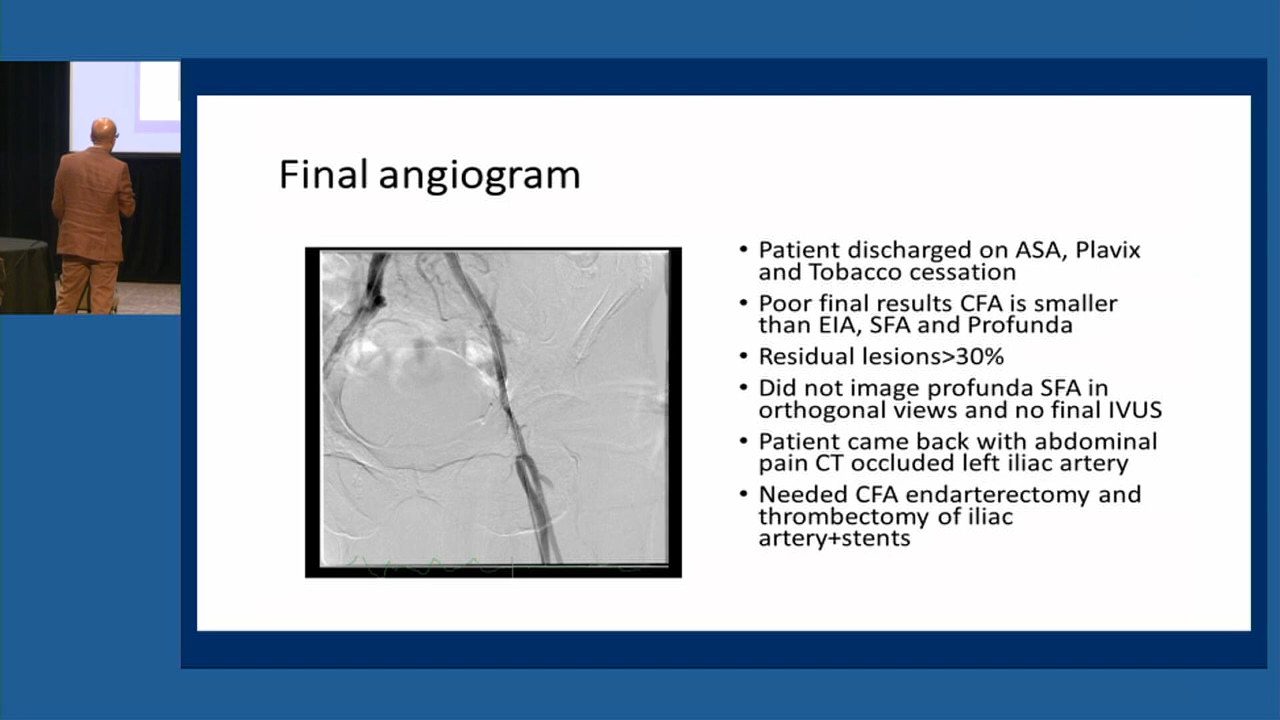 Final angiogram
• Patient discharged on ASA, Plavix
and Tobacco cessation
• Poor final results CFA is smaller
than EIA, SFA and Profunda
• Residual lesions>30%
• Did not image profunda SFA in
orthogonal views and no final IVUS
• Patient came back with abdominal
pain CT occluded left iliac artery
• Needed CFA endarterectomy and
thrombectomy of iliac
artery+stents